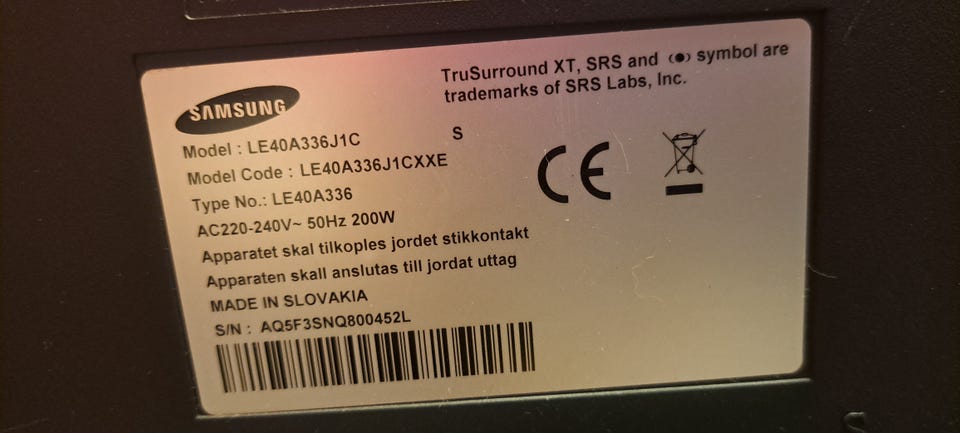 SAMSUNG
TruSurround XT, SRS and (●) symbol are
trademarks of SRS Labs, Inc.
Model : LE40A336J1C S
Model Code : LE40A336J1CXXE
Type No.: LE40A336
AC220-240V~ 50Hz 200W
Apparatet skal tilkoples jordet stikkontakt
Apparaten skall anslutas till jordat uttag
MADE IN SLOVAKIA
S/N : AQ5F3SNQ800452L
CE